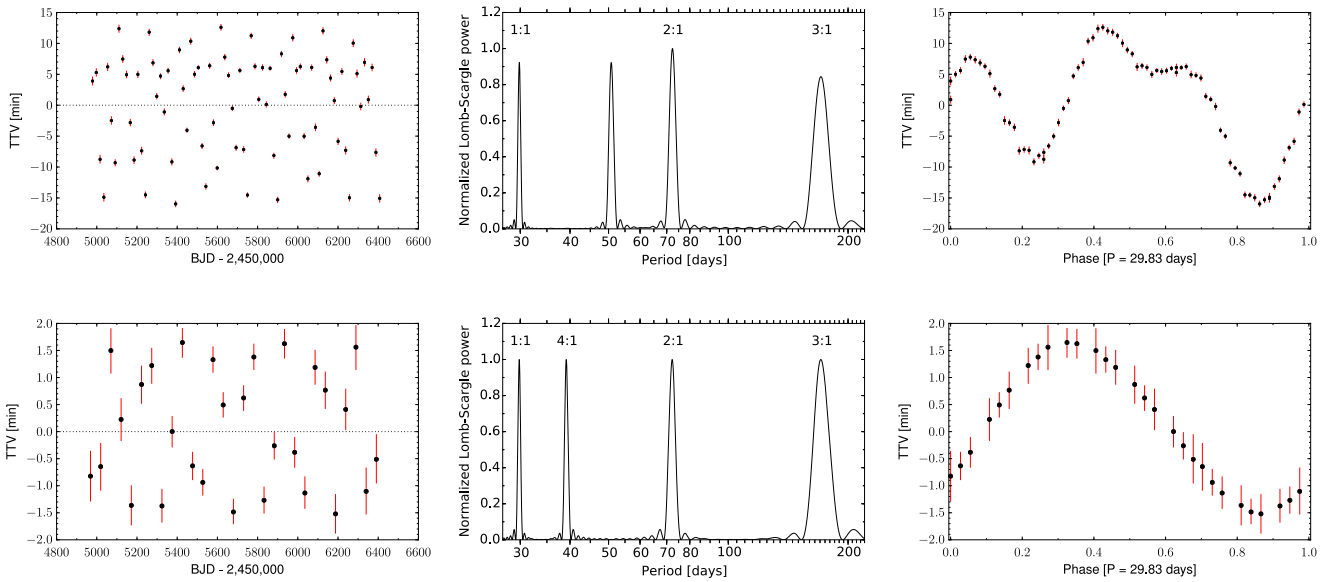 15
10
5
0
−5
−10
−15
−20
4800 5000 5200 5400 5600 5800 6000 6200 6400 6600
TTV [min]
BJD - 2,450,000
1.2
1.0
0.8
0.6
0.4
0.2
0.0
1:1 2:1 3:1
30 40 50 60 70 80 100 200
Normalized Lomb-Scargle power
Period [days]
15
10
5
0
−5
−10
−15
−20
0.0 0.2 0.4 0.6 0.8 1.0
TTV [min]
Phase [P = 29.83 days]
2.0
1.5
1.0
0.5
0.0
−0.5
−1.0
−1.5
−2.0
4800 5000 5200 5400 5600 5800 6000 6200 6400 6600
TTV [min]
BJD - 2,450,000
1.2
1.0
0.8
0.6
0.4
0.2
0.0
1:1 4:1 2:1 3:1
30 40 50 60 70 80 100 200
Normalized Lomb-Scargle power
Period [days]
2.0
1.5
1.0
0.5
0.0
−0.5
−1.0
−1.5
−2.0
0.0 0.2 0.4 0.6 0.8 1.0
TTV [min]
Phase [P = 29.83 days]